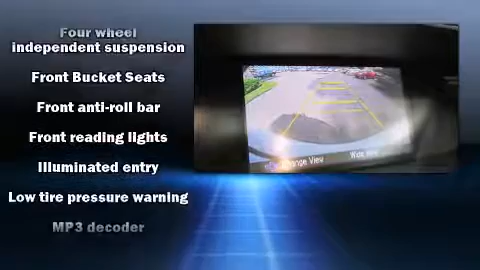 Four wheel
independent suspension
Front Bucket Seats
Front anti-roll bar
Front reading lights
Illuminated entry
Low tire pressure warning
MP3 decoder
Change View
Wide